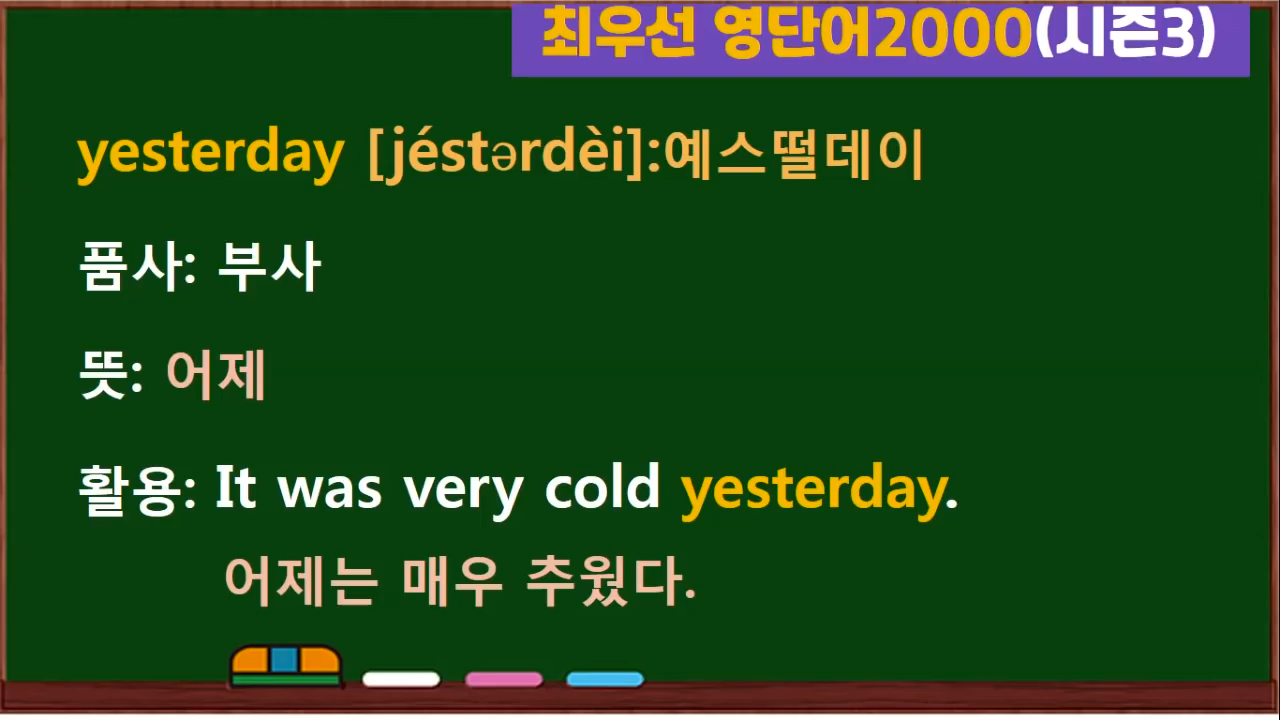 최우선 영단어2000(시즌3)
yesterday [jéstərdèi]:예스떨데이
품사: 부사
뜻: 어제
활용: It was very cold yesterday.
어제는 매우 추웠다.